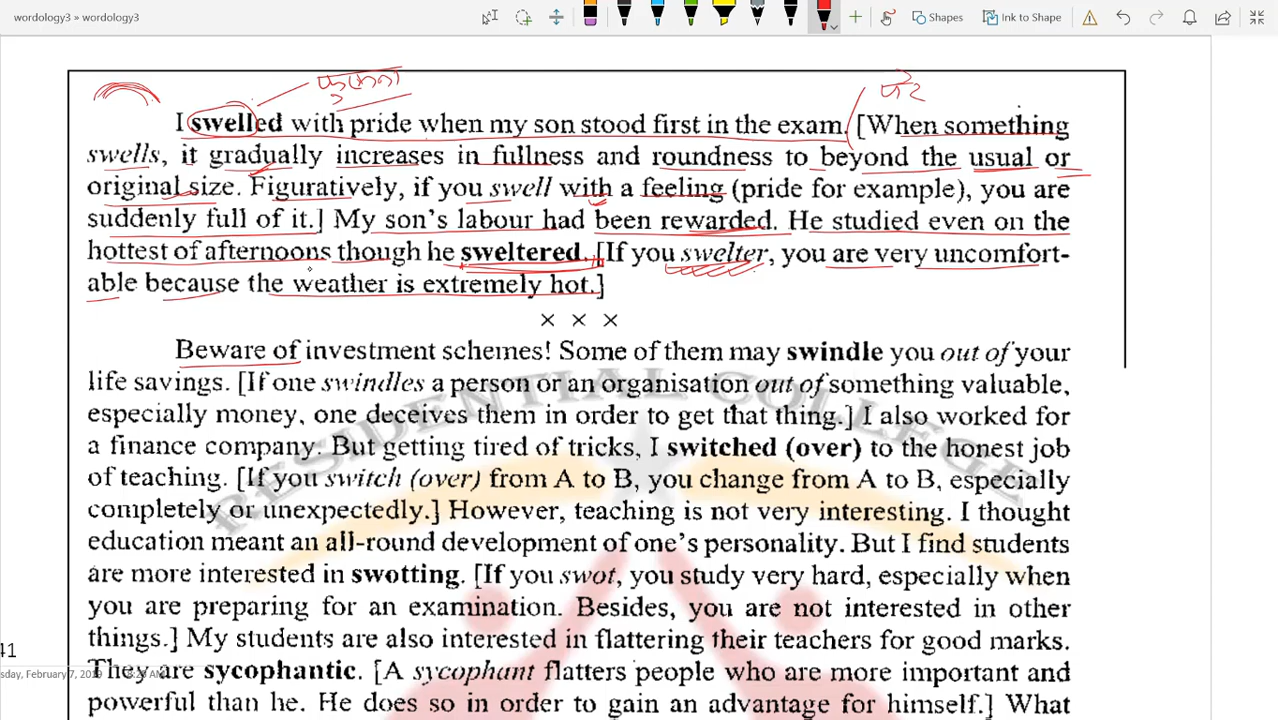 wordology3 » wordology3
Shapes
Ink to Shape
I swelled with pride when my son stood first in the exam. [When something
swells, it gradually increases in fullness and roundness to beyond the usual or
original size. Figuratively, if you swell with a feeling (pride for example), you are
suddenly full of it.] My son's labour had been rewarded. He studied even on the
hottest of afternoons though he sweltered. [If you swelter, you are very uncomfort-
able because the weather is extremely hot.]
× × ×
Beware of investment schemes! Some of them may swindle you out of your
life savings. [If one swindles a person or an organisation out of something valuable,
especially money, one deceives them in order to get that thing.] I also worked for
a finance company. But getting tired of tricks, I switched (over) to the honest job
of teaching. [If you switch (over) from A to B, you change from A to B, especially
completely or unexpectedly.] However, teaching is not very interesting. I thought
education meant an all-round development of one's personality. But I find students
are more interested in swotting. [If you swot, you study very hard, especially when
you are preparing for an examination. Besides, you are not interested in other
things.] My students are also interested in flattering their teachers for good marks.
41
They are sycophantic. [A sycophant flatters people who are more important and
powerful than he. He does so in order to gain an advantage for himself.] What
RESIDENTIAL COLLEGE